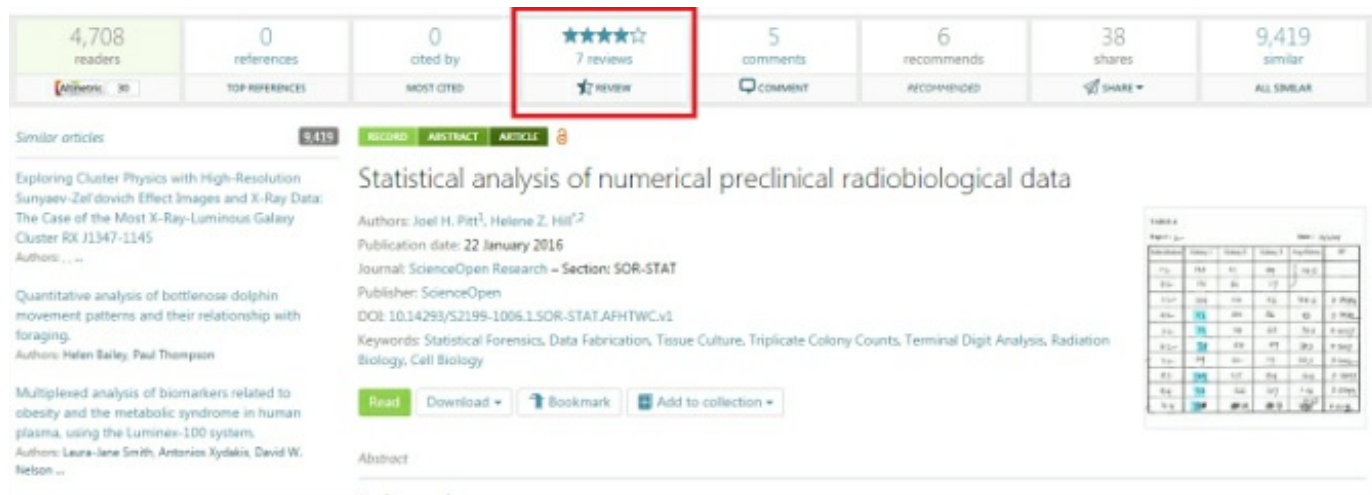 4,708
readers
0
references
0
cited by
7 reviews
5
comments
6
recommends
38
shares
9,419
similar
Altmetric 30
TOP REFERENCES
MOST CITED
REVIEW
COMMENT
RECOMMENDED
SHARE
ALL SIMILAR
Similar articles 9,419
Exploring Cluster Physics with High-Resolution
Sunyaev-Zel'dovich Effect Images and X-Ray Data:
The Case of the Most X-Ray-Luminous Galaxy
Cluster RX J1347-1145
Authors: , , ...
Quantitative analysis of bottlenose dolphin
movement patterns and their relationship with
foraging.
Authors: Helen Bailey, Paul Thompson
Multiplexed analysis of biomarkers related to
obesity and the metabolic syndrome in human
plasma, using the Luminex-100 system.
Authors: Laura-Jane Smith, Antonios Xydakis, David W.
Nelson ...
RECORD ABSTRACT ARTICLE
Statistical analysis of numerical preclinical radiobiological data
Authors: Joel H. Pitt1, Helene Z. Hill*,2
Publication date: 22 January 2016
Journal: ScienceOpen Research – Section: SOR-STAT
Publisher: ScienceOpen
DOI: 10.14293/S2199-1006.1.SOR-STAT.AFHTWC.v1
Keywords: Statistical Forensics, Data Fabrication, Tissue Culture, Triplicate Colony Counts, Terminal Digit Analysis, Radiation
Biology, Cell Biology
Read Download Bookmark Add to collection
Abstract